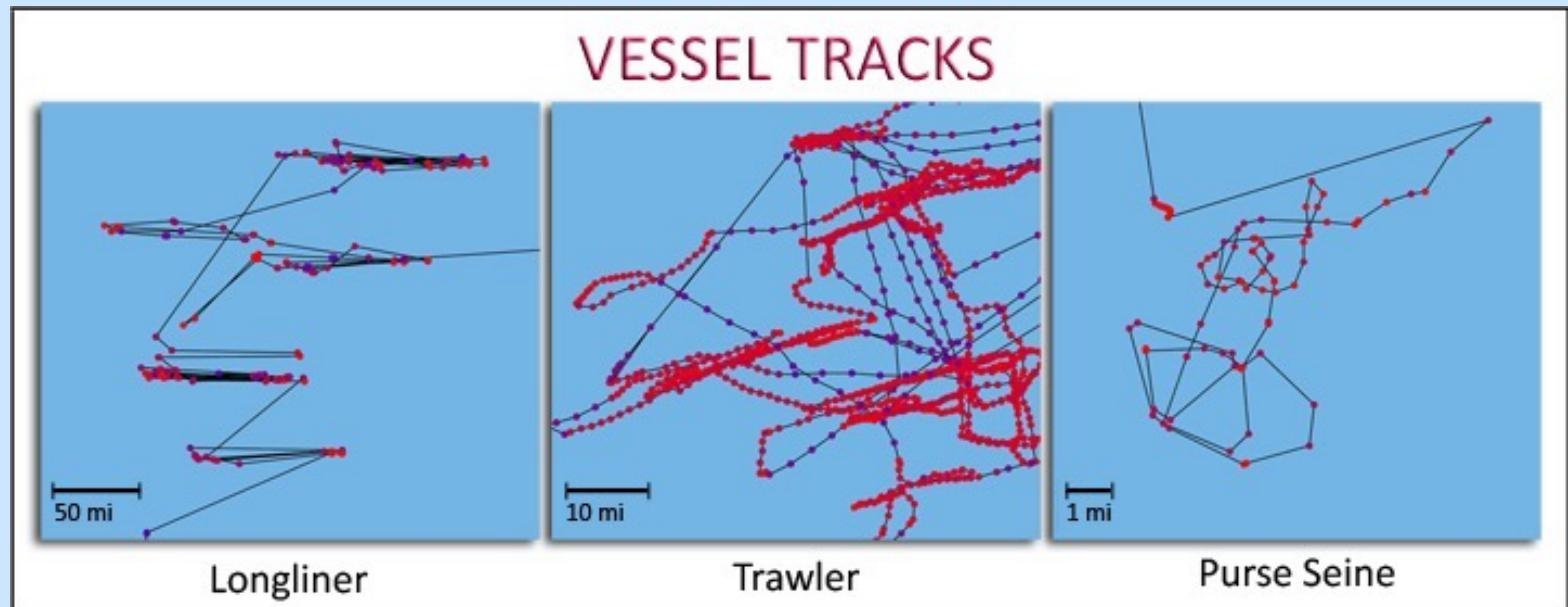 VESSEL TRACKS
50 mi
10 mi
1 mi
Longliner
Trawler
Purse Seine